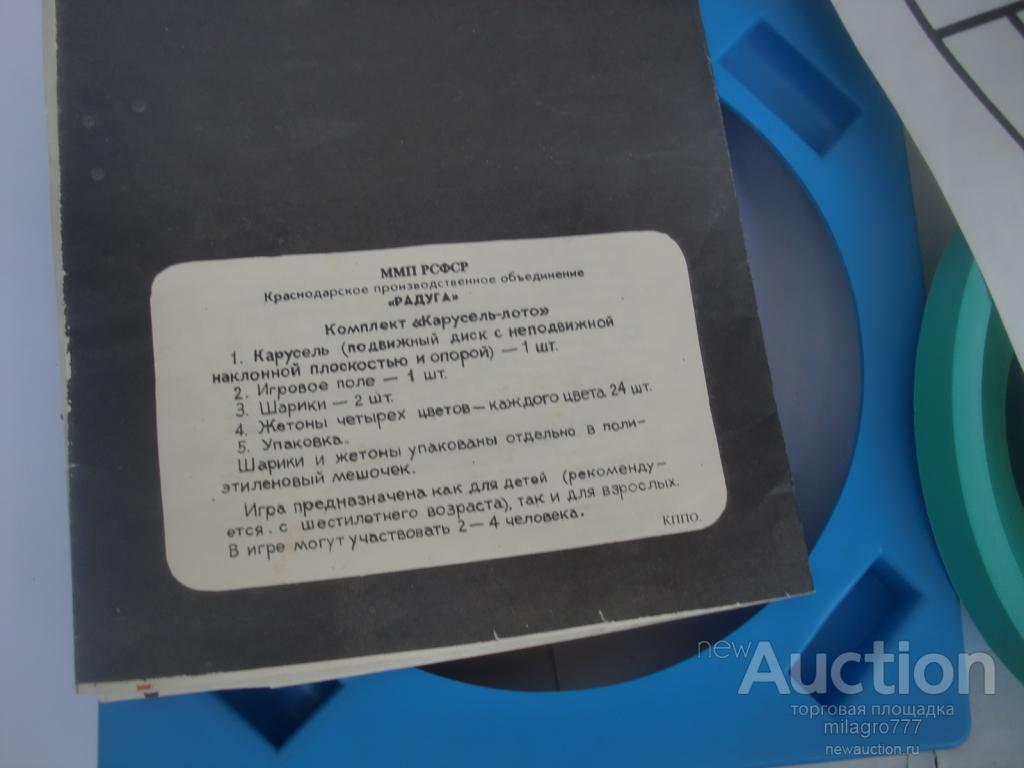 ММП РСФСР
Краснодарское производственное объединение
«РАДУГА»
Комплект «Карусель-лото»
1. Карусель (подвижный диск с неподвижной
наклонной плоскостью и опорой) — 1 шт.
2. Игровое поле — 1 шт.
3. Шарики — 2 шт.
4. Жетоны четырех цветов — каждого цвета 24 шт.
5. Упаковка.
Шарики и жетоны упакованы отдельно в поли-
этиленовый мешочек.
Игра предназначена как для детей (рекоменду-
ется с шестилетнего возраста), так и для взрослых.
В игре могут участвовать 2 — 4 человека.
КППО.
newAuction
торговая площадка
milagro777
newauction.ru